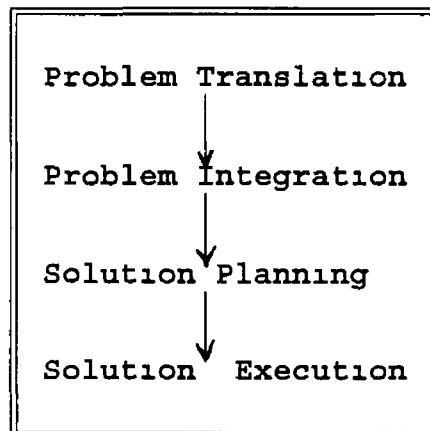 Problem Translation
Problem Integration
Solution Planning
Solution Execution